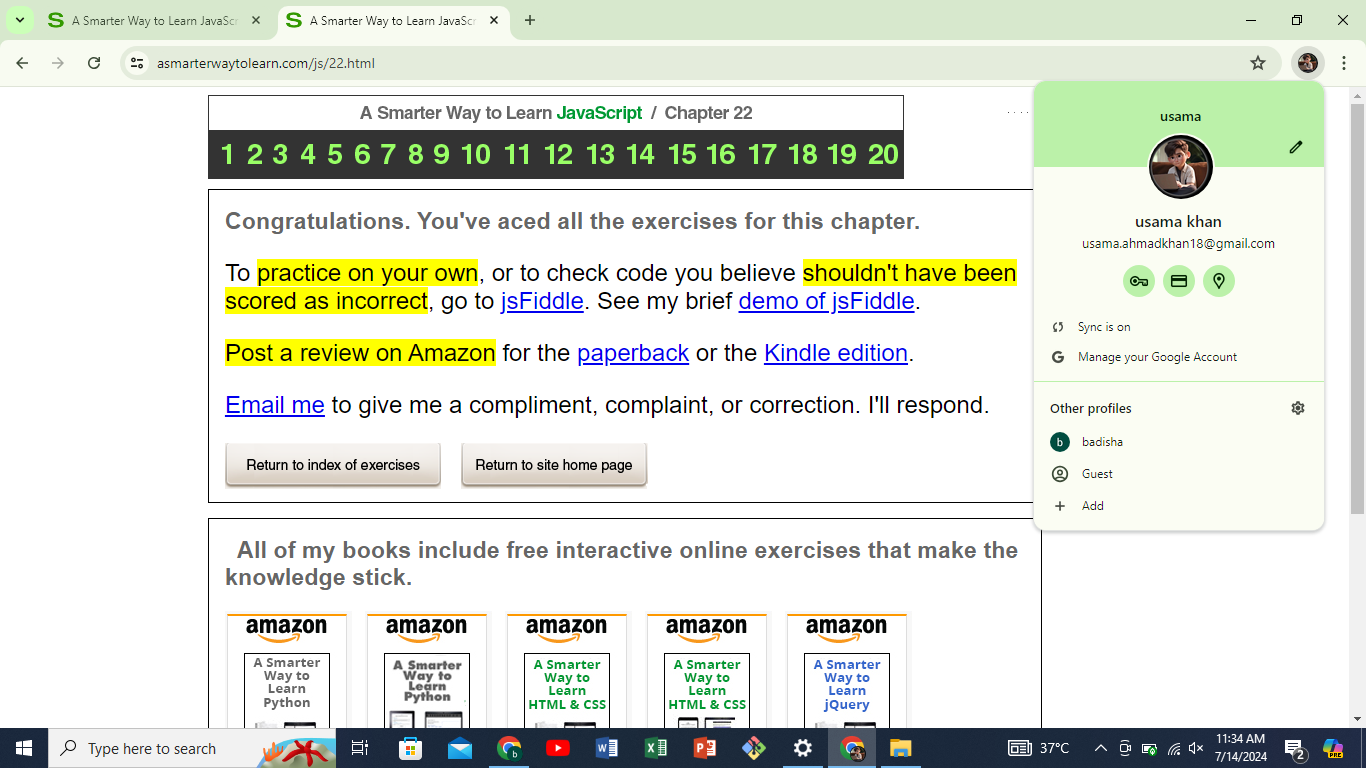 A Smarter Way to Learn JavaSc
A Smarter Way to Learn JavaSc
asmarterwaytolearn.com/js/22.html
A Smarter Way to Learn JavaScript / Chapter 22
1 2 3 4 5 6 7 8 9 10 11 12 13 14 15 16 17 18 19 20
Congratulations. You've aced all the exercises for this chapter.
To practice on your own, or to check code you believe shouldn't have been
scored as incorrect, go to jsFiddle. See my brief demo of jsFiddle.
Post a review on Amazon for the paperback or the Kindle edition.
Email me to give me a compliment, complaint, or correction. I'll respond.
Return to index of exercises
Return to site home page
All of my books include free interactive online exercises that make the
knowledge stick.
amazon
A Smarter
Way to
Learn
Python
amazon
A Smarter
Way to
Learn
Python
amazon
A Smarter
Way to
Learn
HTML & CSS
amazon
A Smarter
Way to
Learn
HTML & CSS
amazon
A Smarter
Way to
Learn
jQuery
usama
usama khan
usama.ahmadkhan18@gmail.com
Sync is on
Manage your Google Account
Other profiles
b badisha
Guest
Add
Type here to search
37°C
11:34 AM
7/14/2024
2
PRE